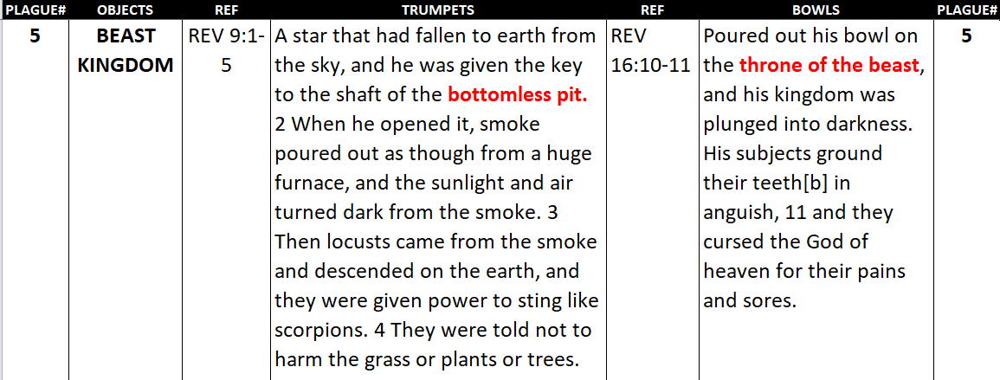 PLAGUE# OBJECTS REF TRUMPETS REF BOWLS PLAGUE#
5
BEAST
KINGDOM
REV 9:1-
5
A star that had fallen to earth from
the sky, and he was given the key
to the shaft of the bottomless pit.
2 When he opened it, smoke
poured out as though from a huge
furnace, and the sunlight and air
turned dark from the smoke. 3
Then locusts came from the smoke
and descended on the earth, and
they were given power to sting like
scorpions. 4 They were told not to
harm the grass or plants or trees.
REV
16:10-11
Poured out his bowl on
the throne of the beast,
and his kingdom was
plunged into darkness.
His subjects ground
their teeth[b] in
anguish, 11 and they
cursed the God of
heaven for their pains
and sores.
5